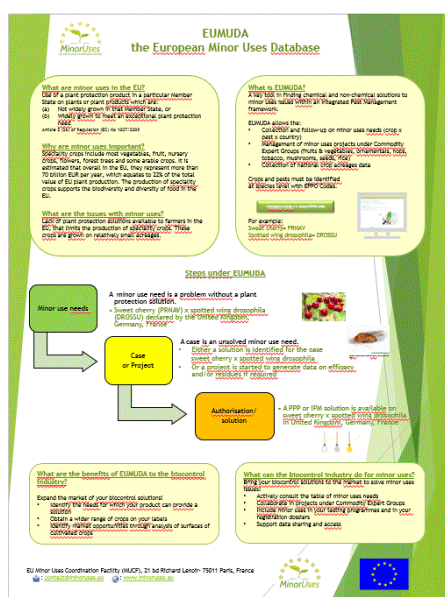 MinorUses
EUMUDA
the European Minor Uses Database
What are minor uses in the EU?
Use of a plant protection product in a particular Member
State on plants or plant products which are:
(a) Not widely grown in that Member State, or
(b) Widely grown to meet an exceptional plant protection
need
Article 3 (26) of Regulation (EC) No 1107/2009
Why are minor uses important?
Speciality crops include most vegetables, fruit, nursery
crops, flowers, forest trees and some arable crops. It is
estimated that overall in the EU, they represent more than
70 billion EUR per year, which equates to 22% of the total
value of EU plant production. The production of speciality
crops supports the biodiversity and diversity of food in the
EU.
What are the issues with minor uses?
Lack of plant protection solutions available to farmers in the
EU, that limits the production of speciality crops. These
crops are grown on relatively small acreages.
What is EUMUDA?
A key tool in finding chemical and non-chemical solutions to
minor uses issues within an Integrated Pest Management
framework.
EUMUDA allows the:
• Collection and follow-up on minor uses needs (crop x
pest x country)
• Management of minor uses projects under Commodity
Expert Groups (fruits & vegetables, ornamentals, hops,
tobacco, mushrooms, seeds, rice)
• Collection of national crop acreages data
Crops and pests must be identified
at species level with EPPO Codes.
For example:
Sweet cherry= PRNAV
Spotted wing drosophila= DROSSU
Steps under EUMUDA
Minor use needs
A minor use need is a problem without a plant
protection solution.
• Sweet cherry (PRNAV) x spotted wing drosophila
(DROSSU) declared by the United Kingdom,
Germany, France
Case
or Project
A case is an unsolved minor use need.
• Either a solution is identified for the case
sweet cherry x spotted wing drosophila
• Or a project is started to generate data on efficacy
and/or residues if required
Authorisation/
solution
• A PPP or IPM solution is available on
sweet cherry x spotted wing drosophila
in United Kingdom, Germany, France
What are the benefits of EUMUDA to the biocontrol
industry?
Expand the market of your biocontrol solutions!
• Identify the needs for which your product can provide a
solution
• Obtain a wider range of crops on your labels
• Identify market opportunities through analysis of surfaces of
cultivated crops
What can the biocontrol industry do for minor uses?
Bring your biocontrol solutions to the market to solve minor uses
issues!
• Actively consult the table of minor uses needs
• Collaborate in projects under Commodity Expert Groups
• Include minor uses in your testing programmes and in your
registration dossiers
• Support data sharing and access
EU Minor Uses Coordination Facility (MUCF), 21 bd Richard Lenoir- 75011 Paris, France
: contact@minoruses.eu : www.minoruses.eu
MinorUses